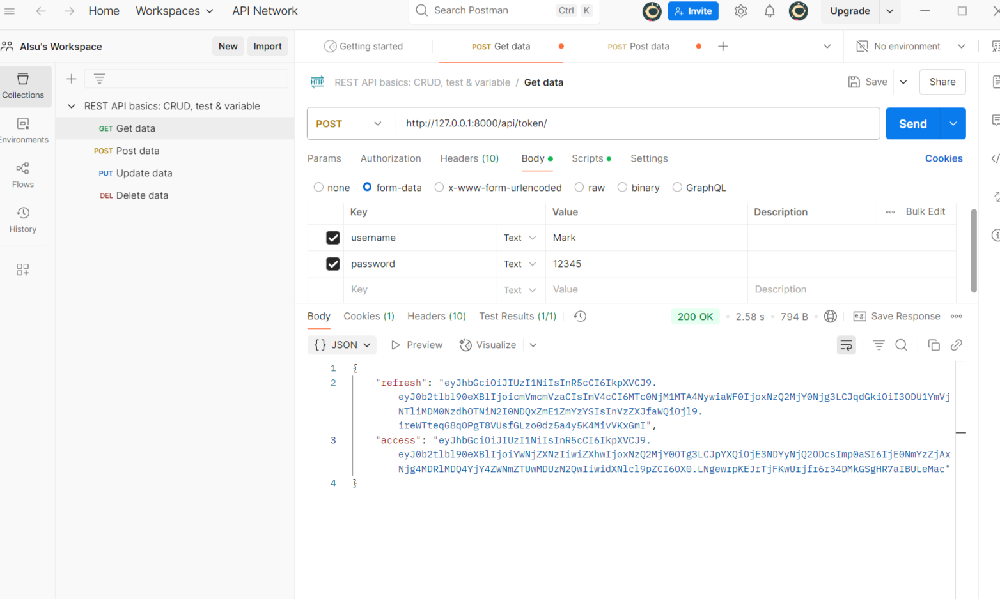 Home
Workspaces
API Network
Search Postman
Ctrl
K
Invite
Upgrade
Alsu's Workspace
New
Import
Getting started
POST Get data
POST Post data
No environment
Collections
Environments
Flows
History
REST API basics: CRUD, test & variable
GET Get data
POST Post data
PUT Update data
DEL Delete data
HTTP
REST API basics: CRUD, test & variable / Get data
Save
Share
POST
http://127.0.0.1:8000/api/token/
Send
Params
Authorization
Headers (10)
Body
Scripts
Settings
Cookies
none
form-data
x-www-form-urlencoded
raw
binary
GraphQL
Key
Value
Description
Bulk Edit
username
Text
Mark
password
Text
12345
Key
Text
Value
Description
Body
Cookies (1)
Headers (10)
Test Results (1/1)
200 OK
2.58 s
794 B
e.g.
Save Response
{} JSON
Preview
Visualize
1 {
2 "refresh": "eyJhbGciOiJIUzI1NiIsInR5cCI6IkpXVCJ9.
eyJ0b2tlbl90eXBlIjoicmVmcmVzaCIsImV4cCI6MTc0NjM1MTA4NywiaWF0IjoxNzQ2MjY0Njg3LCJqdGkiOiI3ODU1YmVj
NTliMDM0NzdhOTNiN2I0NDQxZmE1ZmYzYSIsInVzZXJfaWQiOjl9.
ireWTteqG8qOPgT8VUsfGLzo0dz5a4y5K4MivVKxGmI",
3 "access": "eyJhbGciOiJIUzI1NiIsInR5cCI6IkpXVCJ9.
eyJ0b2tlbl90eXBlIjoiYWNjZXNzIiwiZXhwIjoxNzQ2MjY0OTg3LCJpYXQiOjE3NDYyNjQ2ODcsImp0aSI6IjE0NmYzZjAx
Njg4MDRlMDQ4YjY4ZWNmZTUwMDUzN2QwIiwidXNlcl9pZCI6OX0.LNgewrpKEJrTjFKwUrjfr6r34DMkGSgHR7aIBULeMac"
4 }